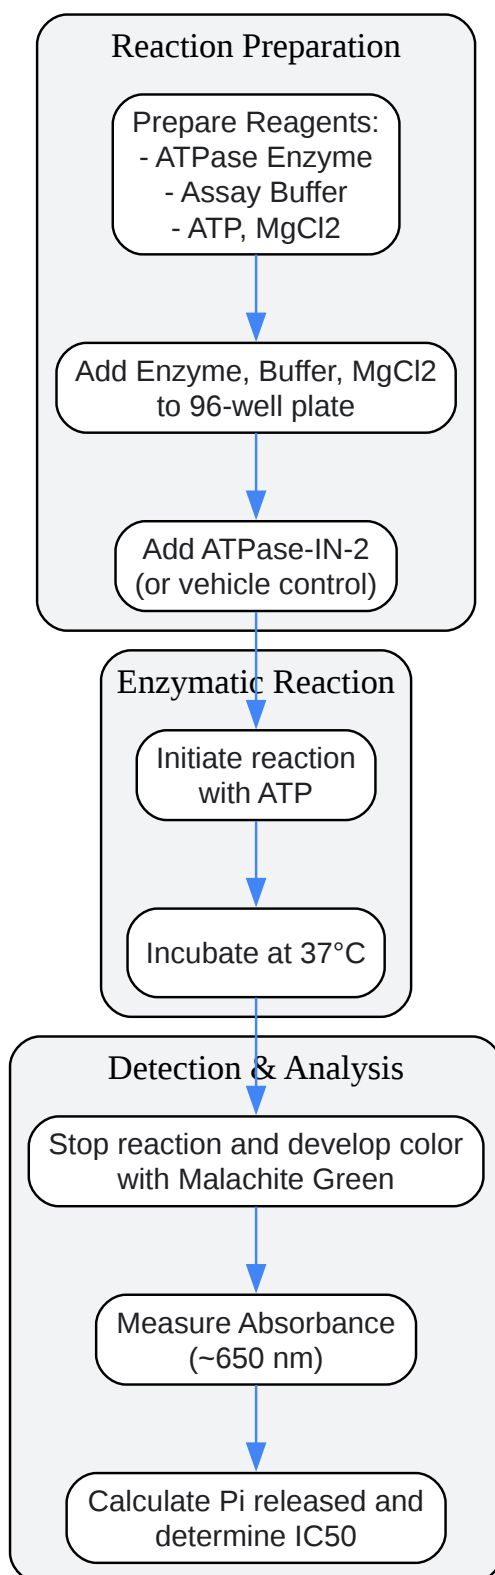 Reaction Preparation
Prepare Reagents:
- ATPase Enzyme
- Assay Buffer
- ATP, MgCl2
Add Enzyme, Buffer, MgCl2
to 96-well plate
Add ATPase-IN-2
(or vehicle control)
Enzymatic Reaction
Initiate reaction
with ATP
Incubate at 37°C
Detection & Analysis
Stop reaction and develop color
with Malachite Green
Measure Absorbance
(~650 nm)
Calculate Pi released and
determine IC50